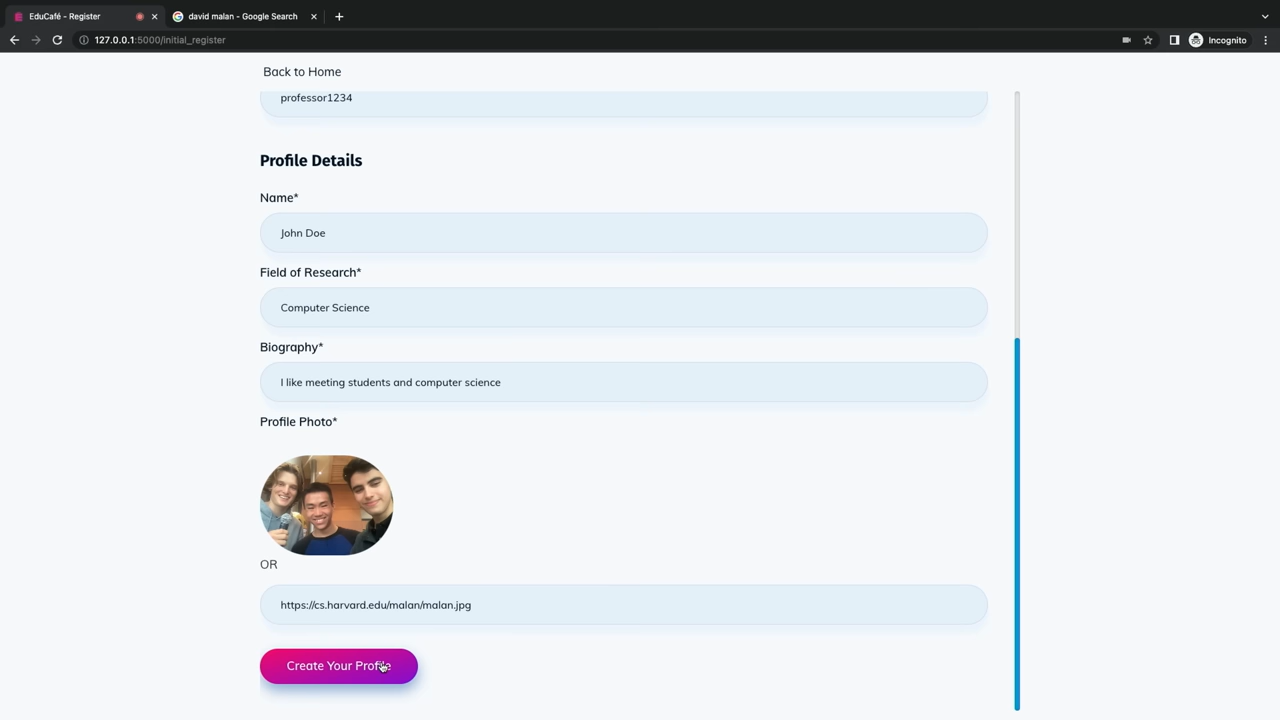 EduCafé - Register
david malan - Google Search
127.0.0.1:5000/initial_register
Incognito
Back to Home
professor1234
Profile Details
Name*
John Doe
Field of Research*
Computer Science
Biography*
I like meeting students and computer science
Profile Photo*
OR
https://cs.harvard.edu/malan/malan.jpg
Create Your Profile